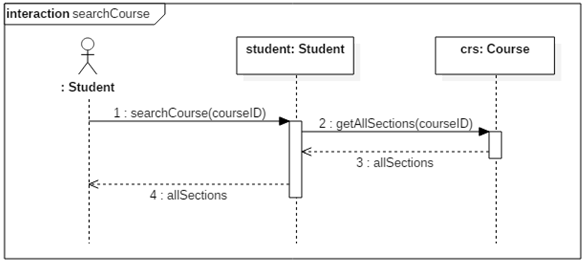 interaction searchCourse
student: Student
crs: Course
: Student
1 : searchCourse(courseID)
2 : getAllSections(courseID)
3 : allSections
4 : allSections